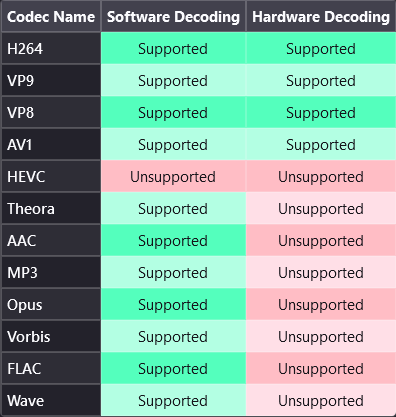 Codec Name Software Decoding Hardware Decoding
H264 Supported Supported
VP9 Supported Supported
VP8 Supported Supported
AV1 Supported Supported
HEVC Unsupported Unsupported
Theora Supported Unsupported
AAC Supported Unsupported
MP3 Supported Unsupported
Opus Supported Unsupported
Vorbis Supported Unsupported
FLAC Supported Unsupported
Wave Supported Unsupported